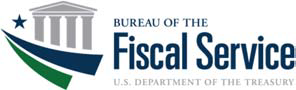 BUREAU OF THE
Fiscal Service
U.S. DEPARTMENT OF THE TREASURY